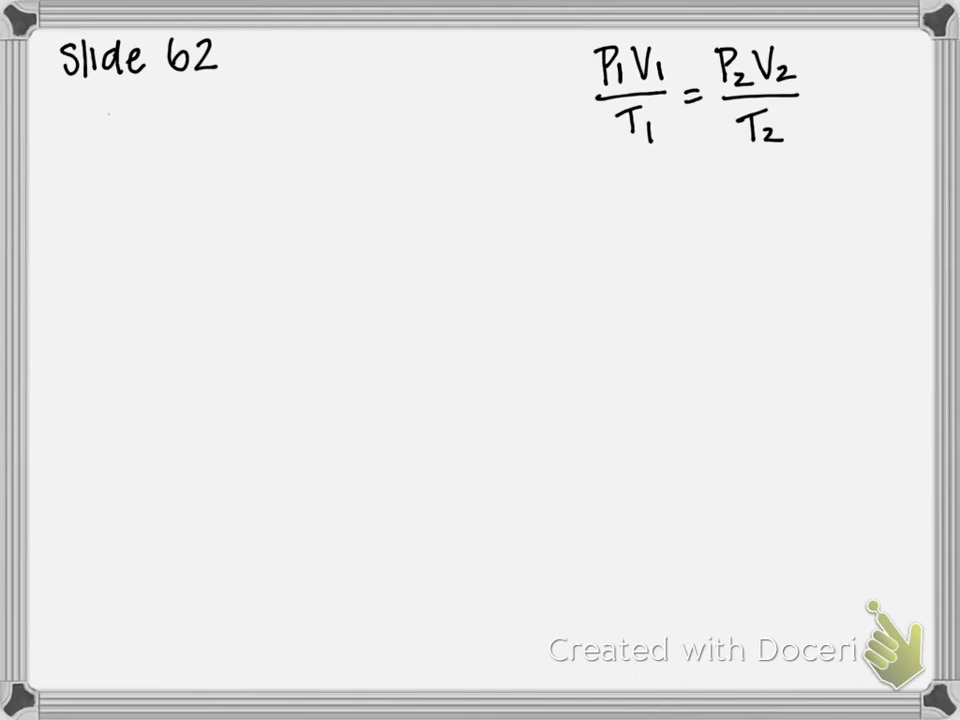 Slide 62
P₁V₁/T₁ = P₂V₂/T₂
Created with Doceri